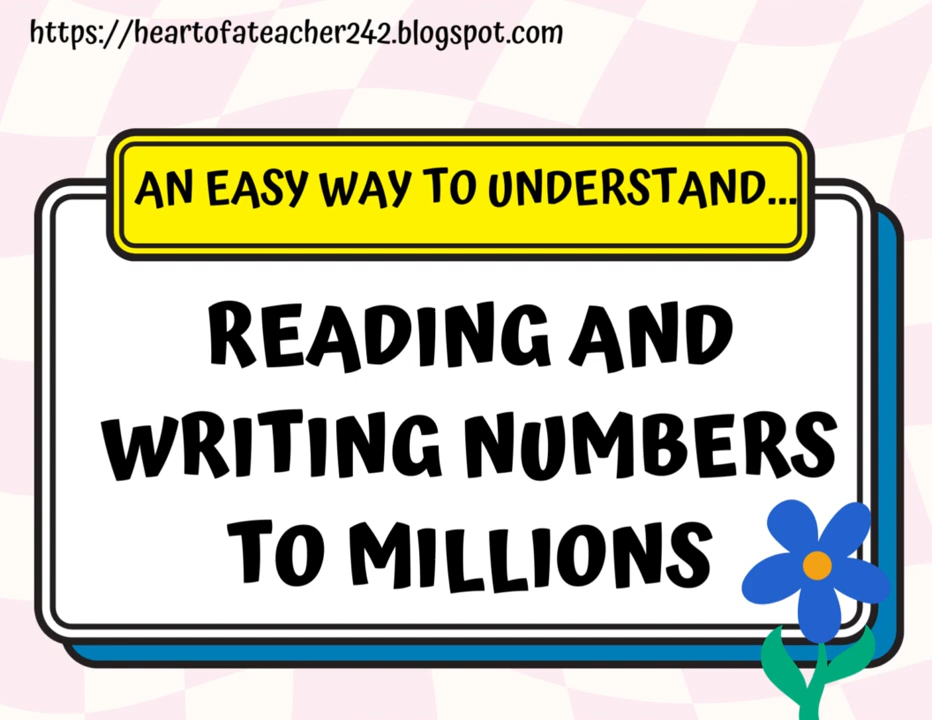 https://heartofateacher242.blogspot.com
AN EASY WAY TO UNDERSTAND...
READING AND
WRITING NUMBERS
TO MILLIONS